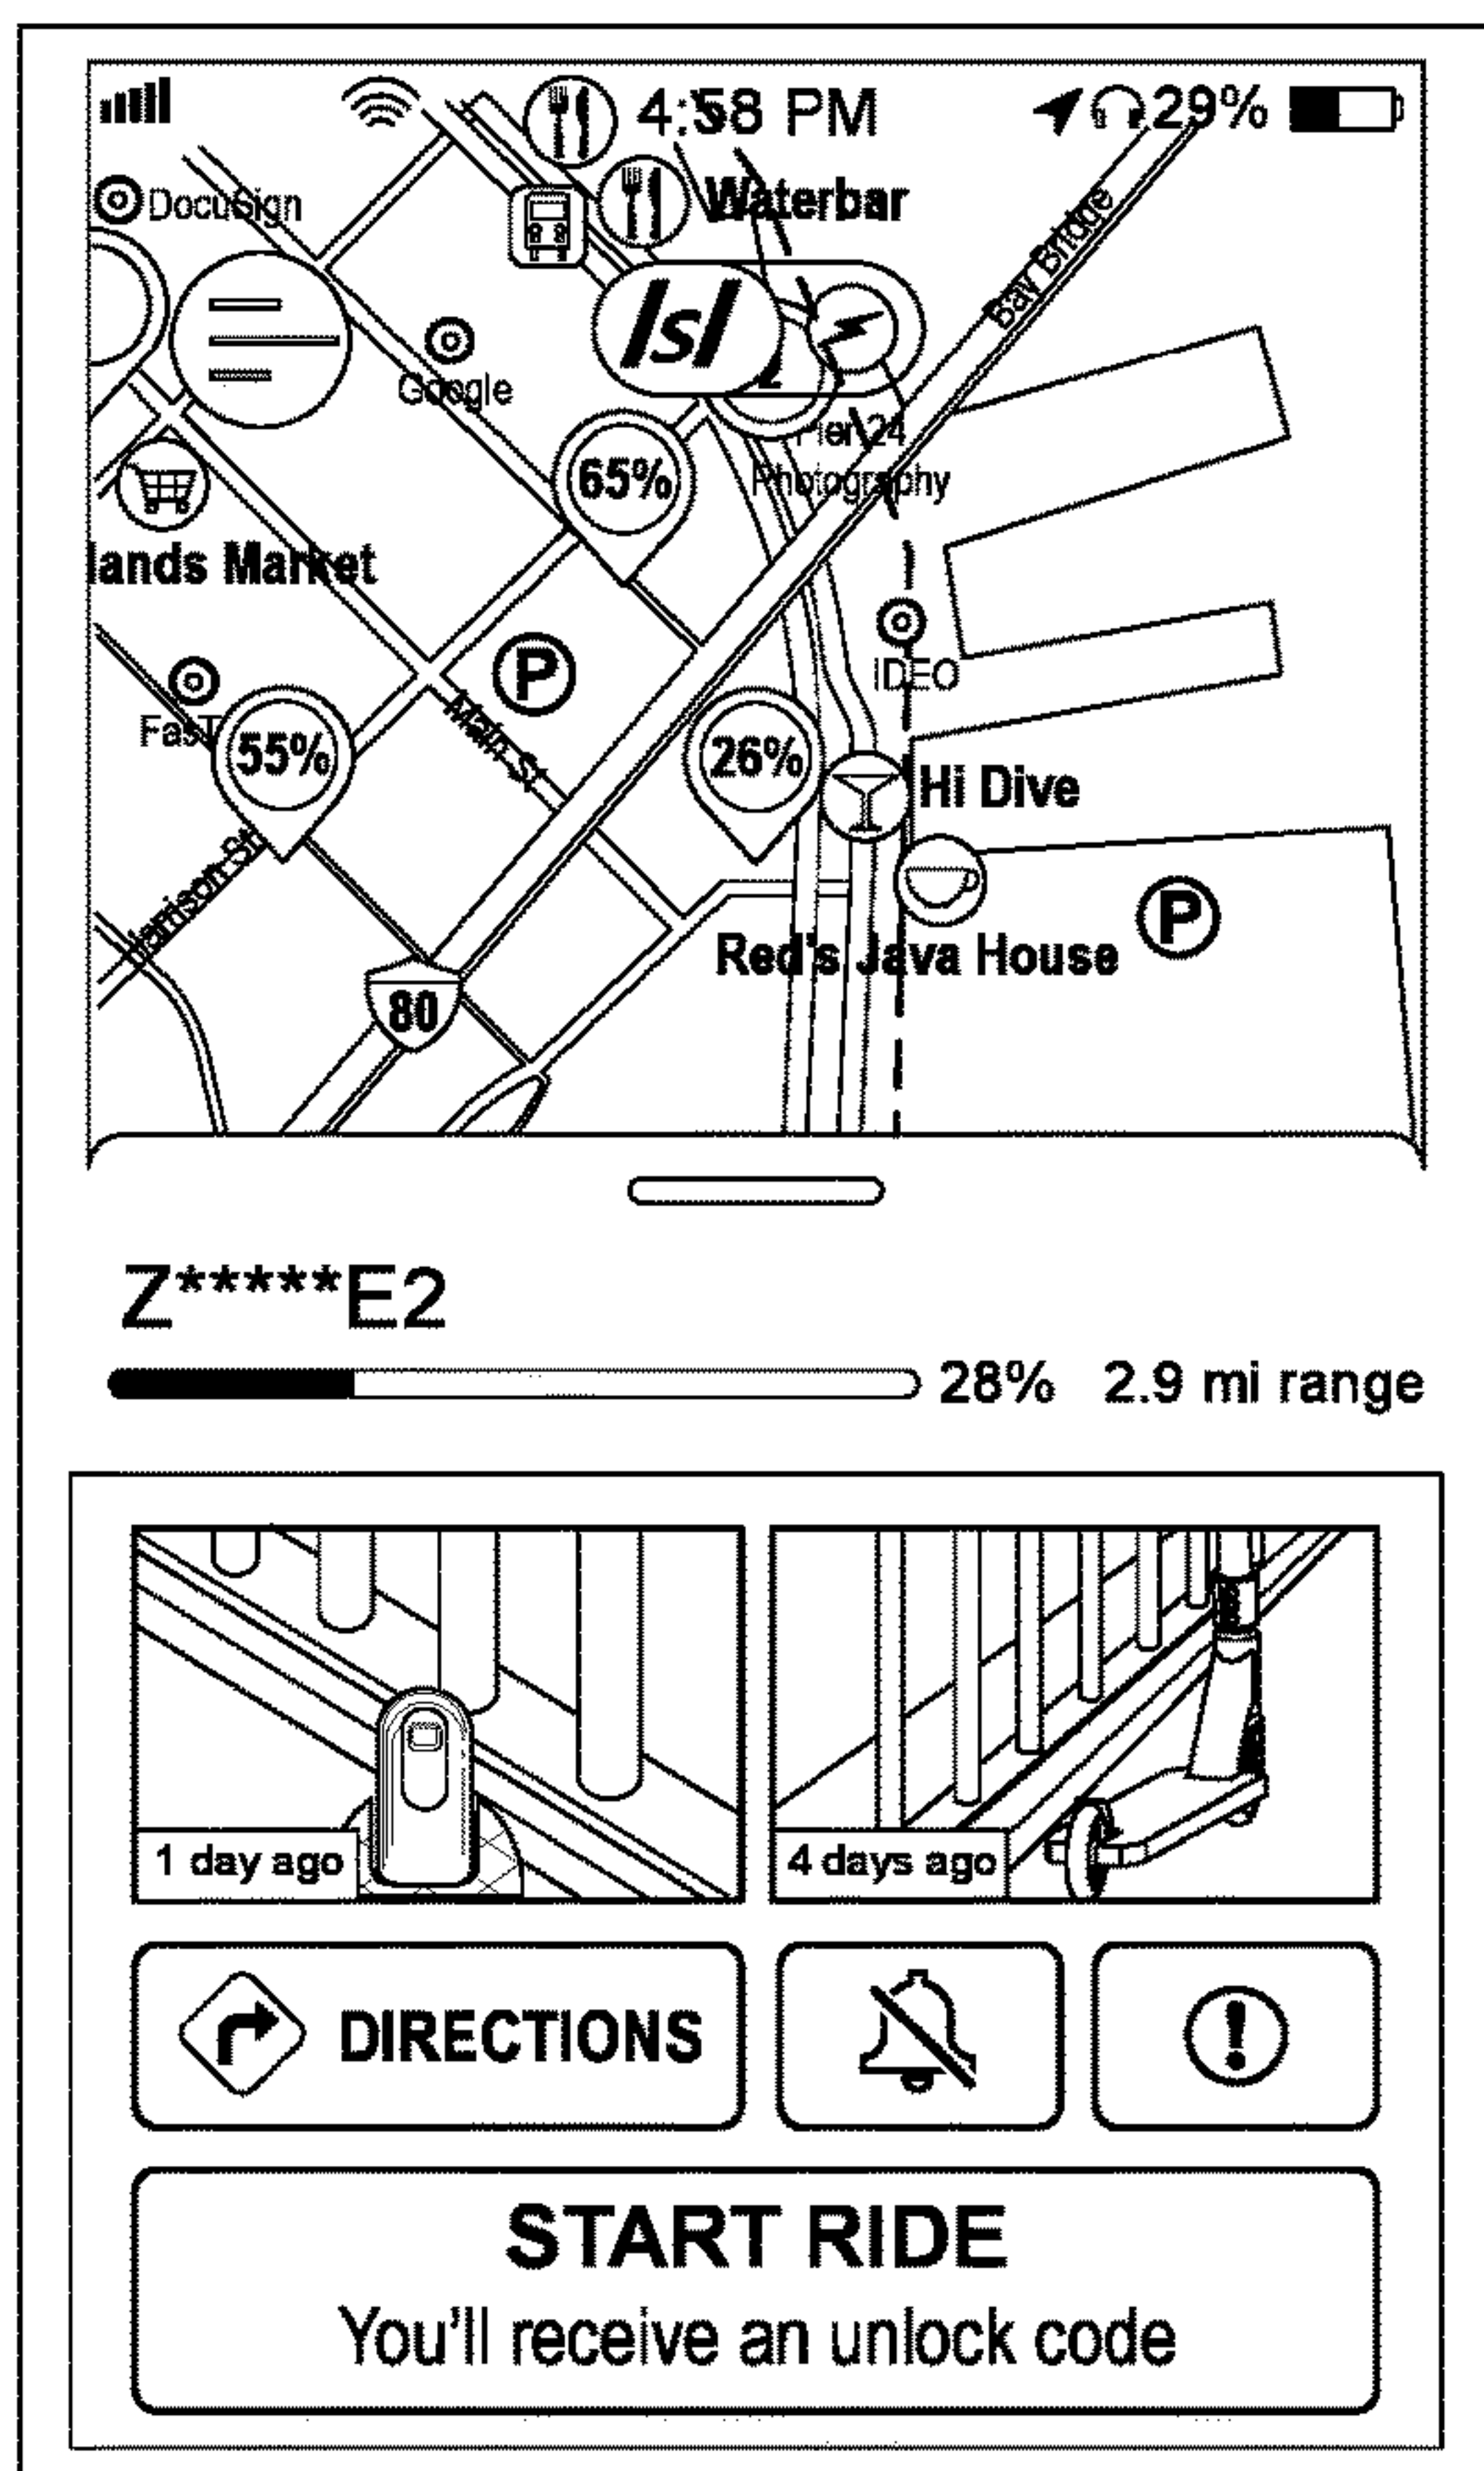 4:58 PM
29%
Waterbar
DocuSign
Bay Bridge
|s|
Google
Pier 24
Photography
65%
lands Market
P
IDEO
FasT
55%
Main St
26%
Hi Dive
Harrison St
P
Red's Java House
80
Z*****E2
28% 2.9 mi range
1 day ago
4 days ago
DIRECTIONS
START RIDE
You'll receive an unlock code